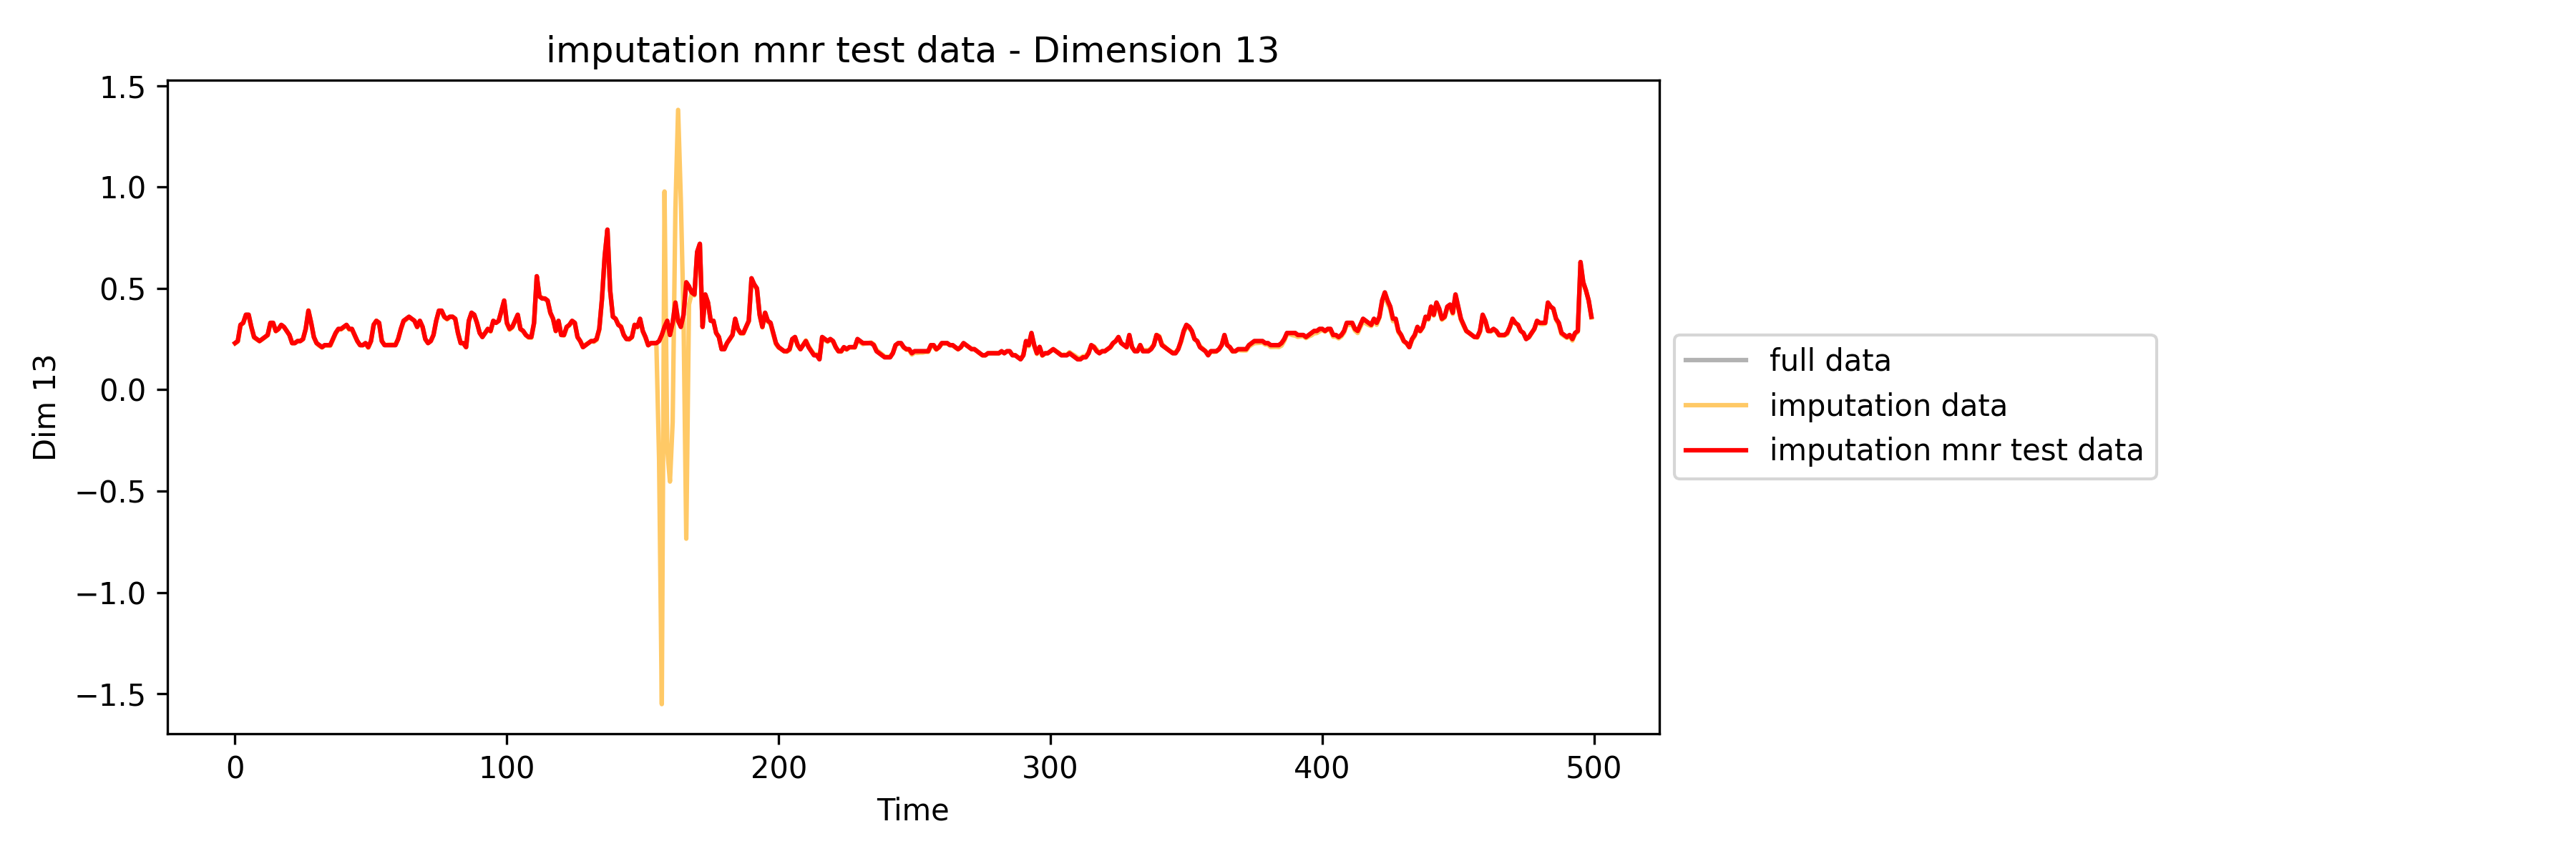 imputation mnr test data - Dimension 13
1.5
1.0
0.5
0.0
−0.5
−1.0
−1.5
Dim 13
0 100 200 300 400 500
Time
full data
imputation data
imputation mnr test data